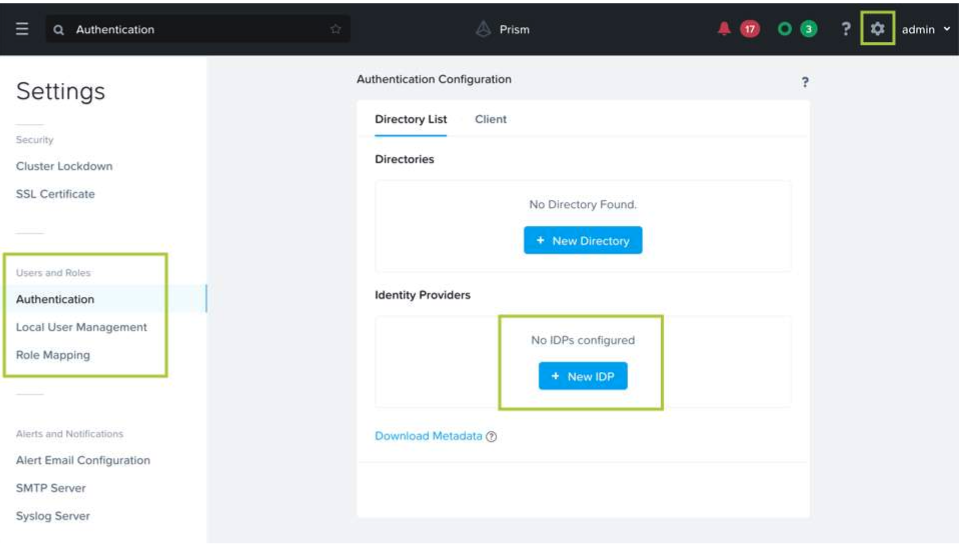 Authentication
Prism
17
3
?
admin
Settings
Security
Cluster Lockdown
SSL Certificate
Users and Roles
Authentication
Local User Management
Role Mapping
Alerts and Notifications
Alert Email Configuration
SMTP Server
Syslog Server
Authentication Configuration
?
Directory List
Client
Directories
No Directory Found.
+ New Directory
Identity Providers
No IDPs configured
+ New IDP
Download Metadata ?